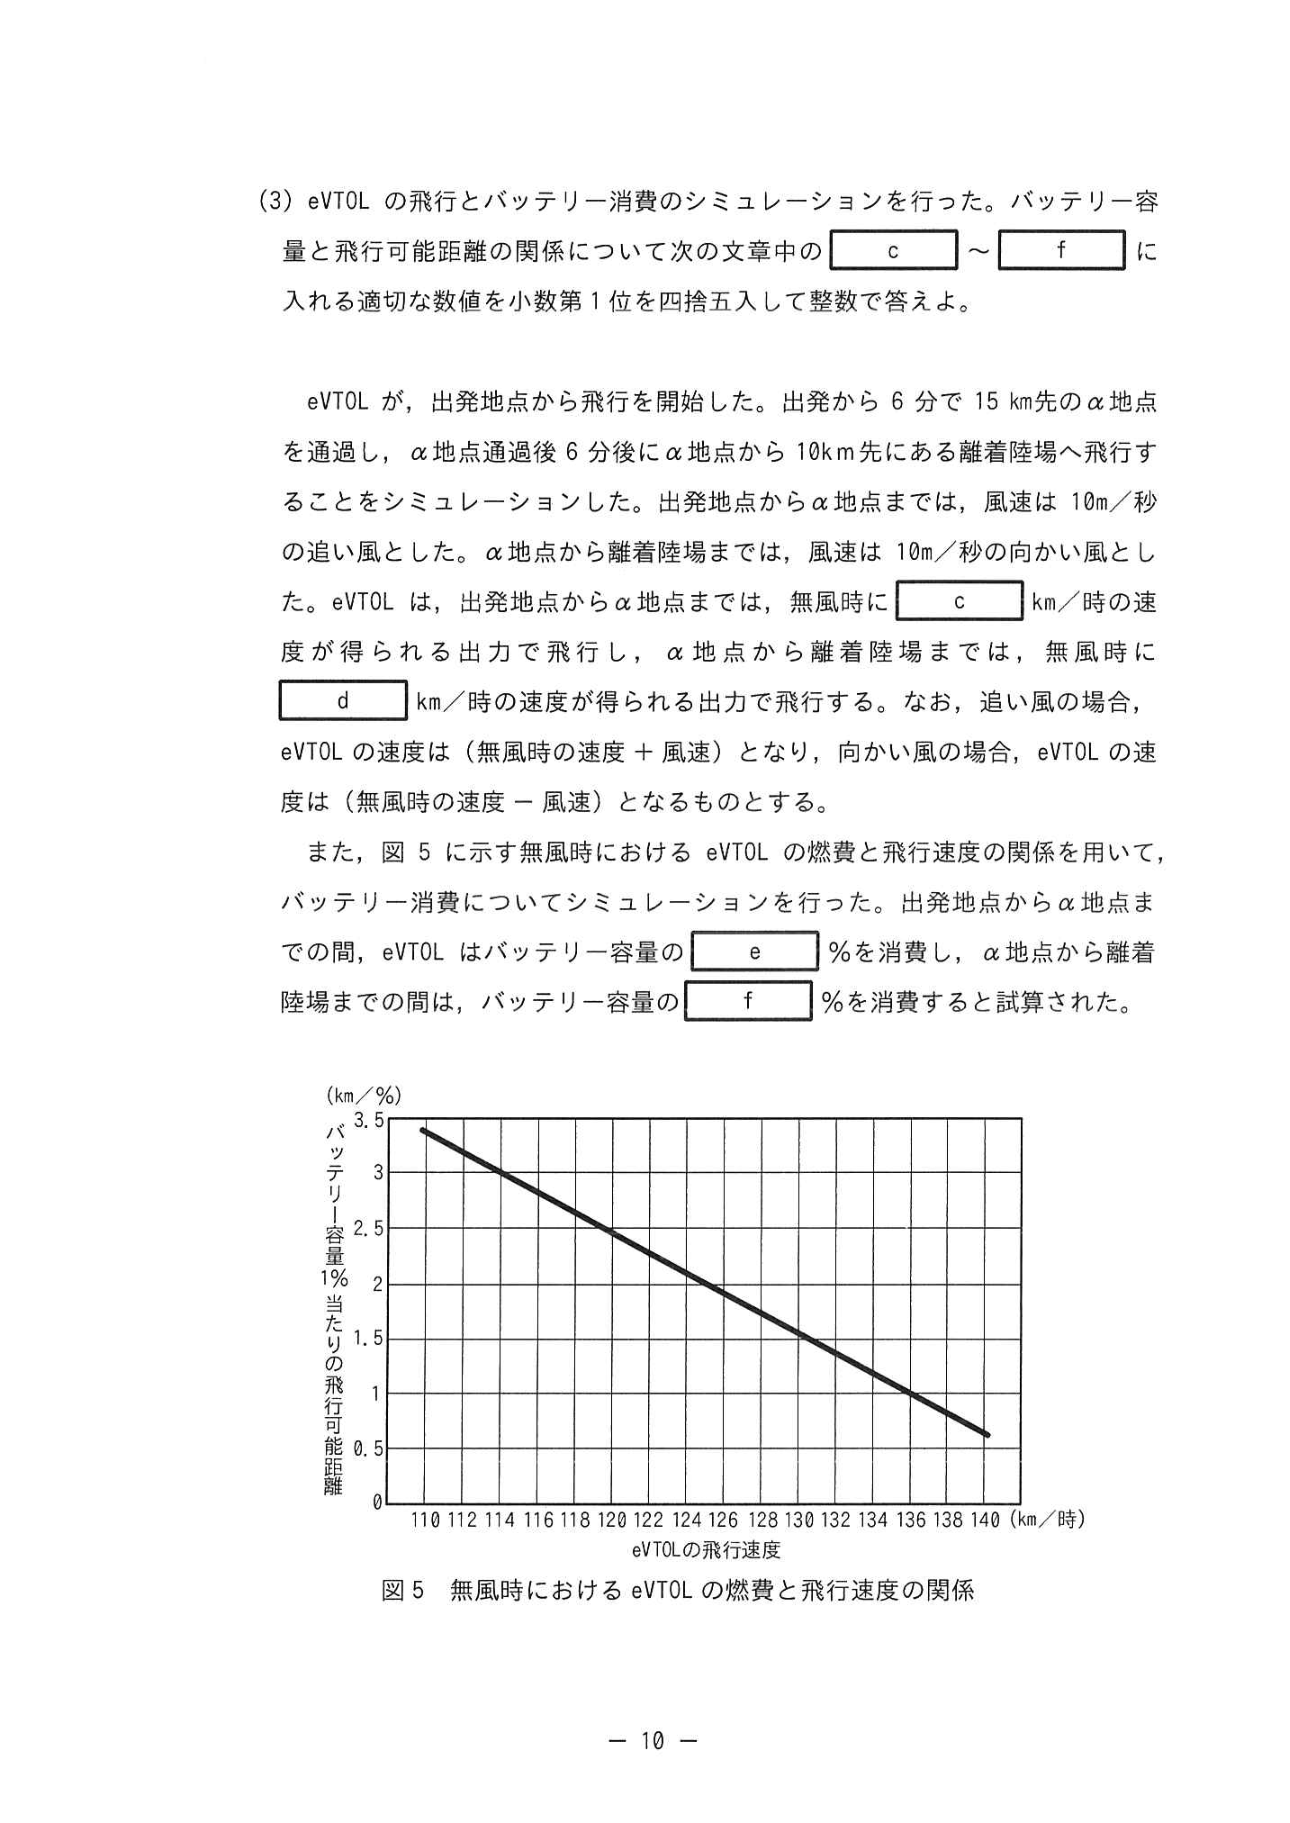 (3) eVTOL の飛行とバッテリー消費のシミュレーションを行った。バッテリー容
量と飛行可能距離の関係について次の文章中の c ～ f に
入れる適切な数値を小数第1位を四捨五入して整数で答えよ。
eVTOL が，出発地点から飛行を開始した。出発から 6 分で 15 km先のα地点
を通過し，α地点通過後 6 分後にα地点から 10km先にある離着陸場へ飛行す
ることをシミュレーションした。出発地点からα地点までは，風速は 10m／秒
の追い風とした。α地点から離着陸場までは，風速は 10m／秒の向かい風とし
た。eVTOL は，出発地点からα地点までは，無風時に c km／時の速
度が得られる出力で飛行し，α地点から離着陸場までは，無風時に
d km／時の速度が得られる出力で飛行する。なお，追い風の場合，
eVTOL の速度は（無風時の速度 ＋ 風速）となり，向かい風の場合，eVTOL の速
度は（無風時の速度 － 風速）となるものとする。
また，図 5 に示す無風時における eVTOL の燃費と飛行速度の関係を用いて，
バッテリー消費についてシミュレーションを行った。出発地点からα地点ま
での間，eVTOL はバッテリー容量の e ％を消費し，α地点から離着
陸場までの間は，バッテリー容量の f ％を消費すると試算された。
(km／％)
バッテリー容量1％当たりの飛行可能距離
3.5
3
2.5
2
1.5
1
0.5
0
110 112 114 116 118 120 122 124 126 128 130 132 134 136 138 140 (km／時)
eVTOLの飛行速度
図 5 無風時における eVTOL の燃費と飛行速度の関係
－ 10 －